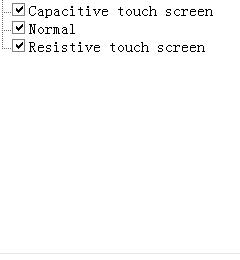 Capacitive touch screen
Normal
Resistive touch screen